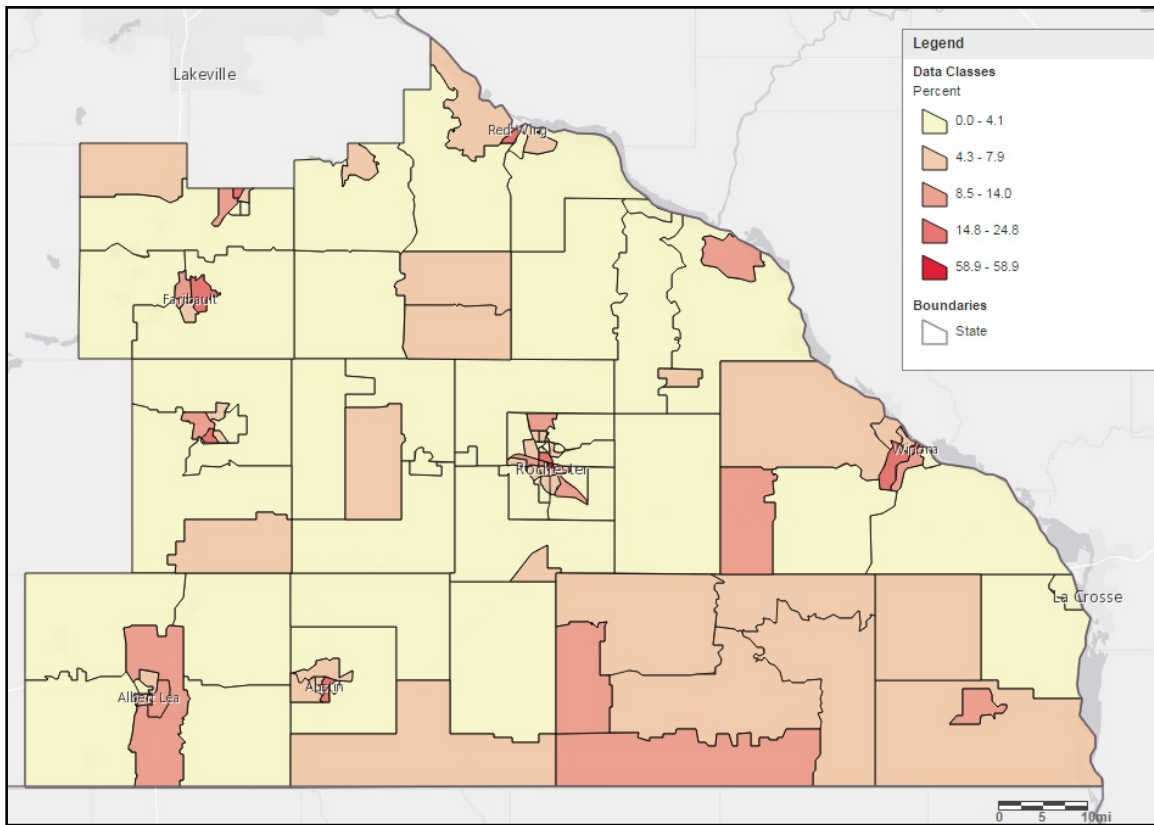 Legend
Data Classes
Percent
0.0 - 4.1
4.3 - 7.9
8.5 - 14.0
14.8 - 24.8
58.9 - 58.9
Boundaries
State
Lakeville
Red Wing
Faribault
Rochester
Winona
La Crosse
Albert Lea
Austin
0 5 10mi